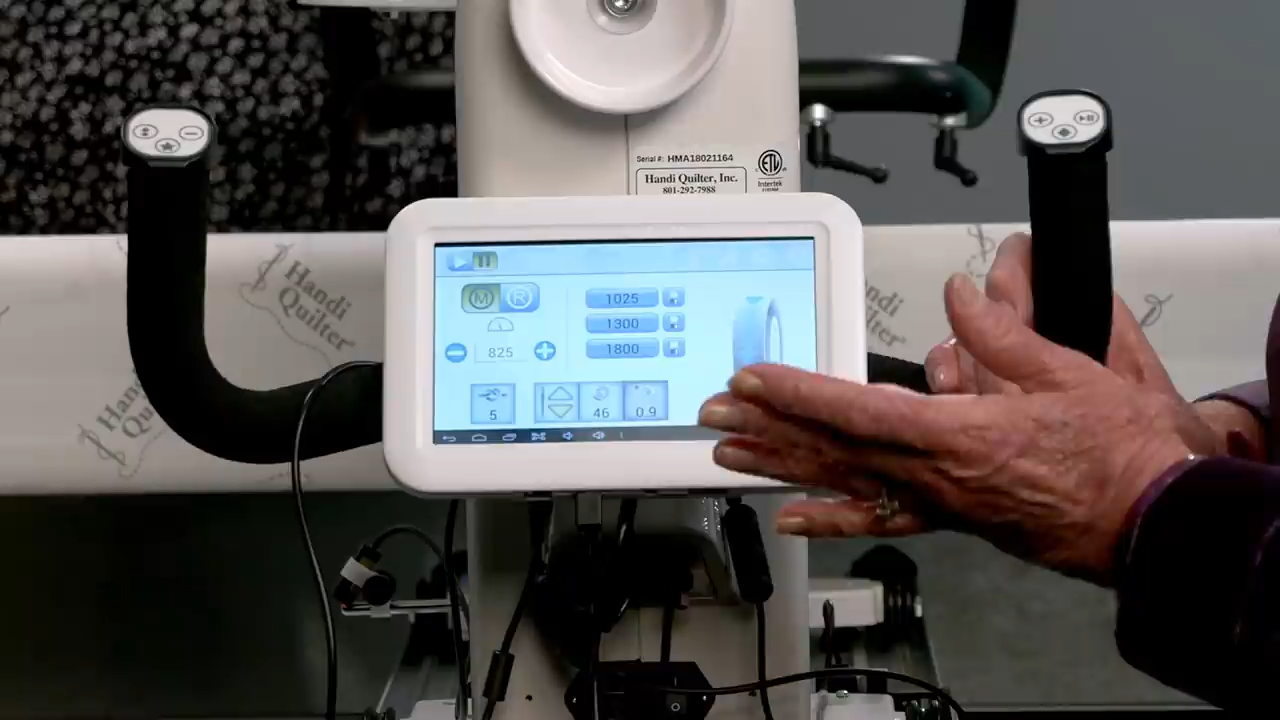 Serial #: HMA18021164
ETL
Intertek
Handi Quilter, Inc.
801-292-7988
Handi
Quilter
Handi
Quilter
Hand
M R
1025
1300
825
1800
5
46
0.9